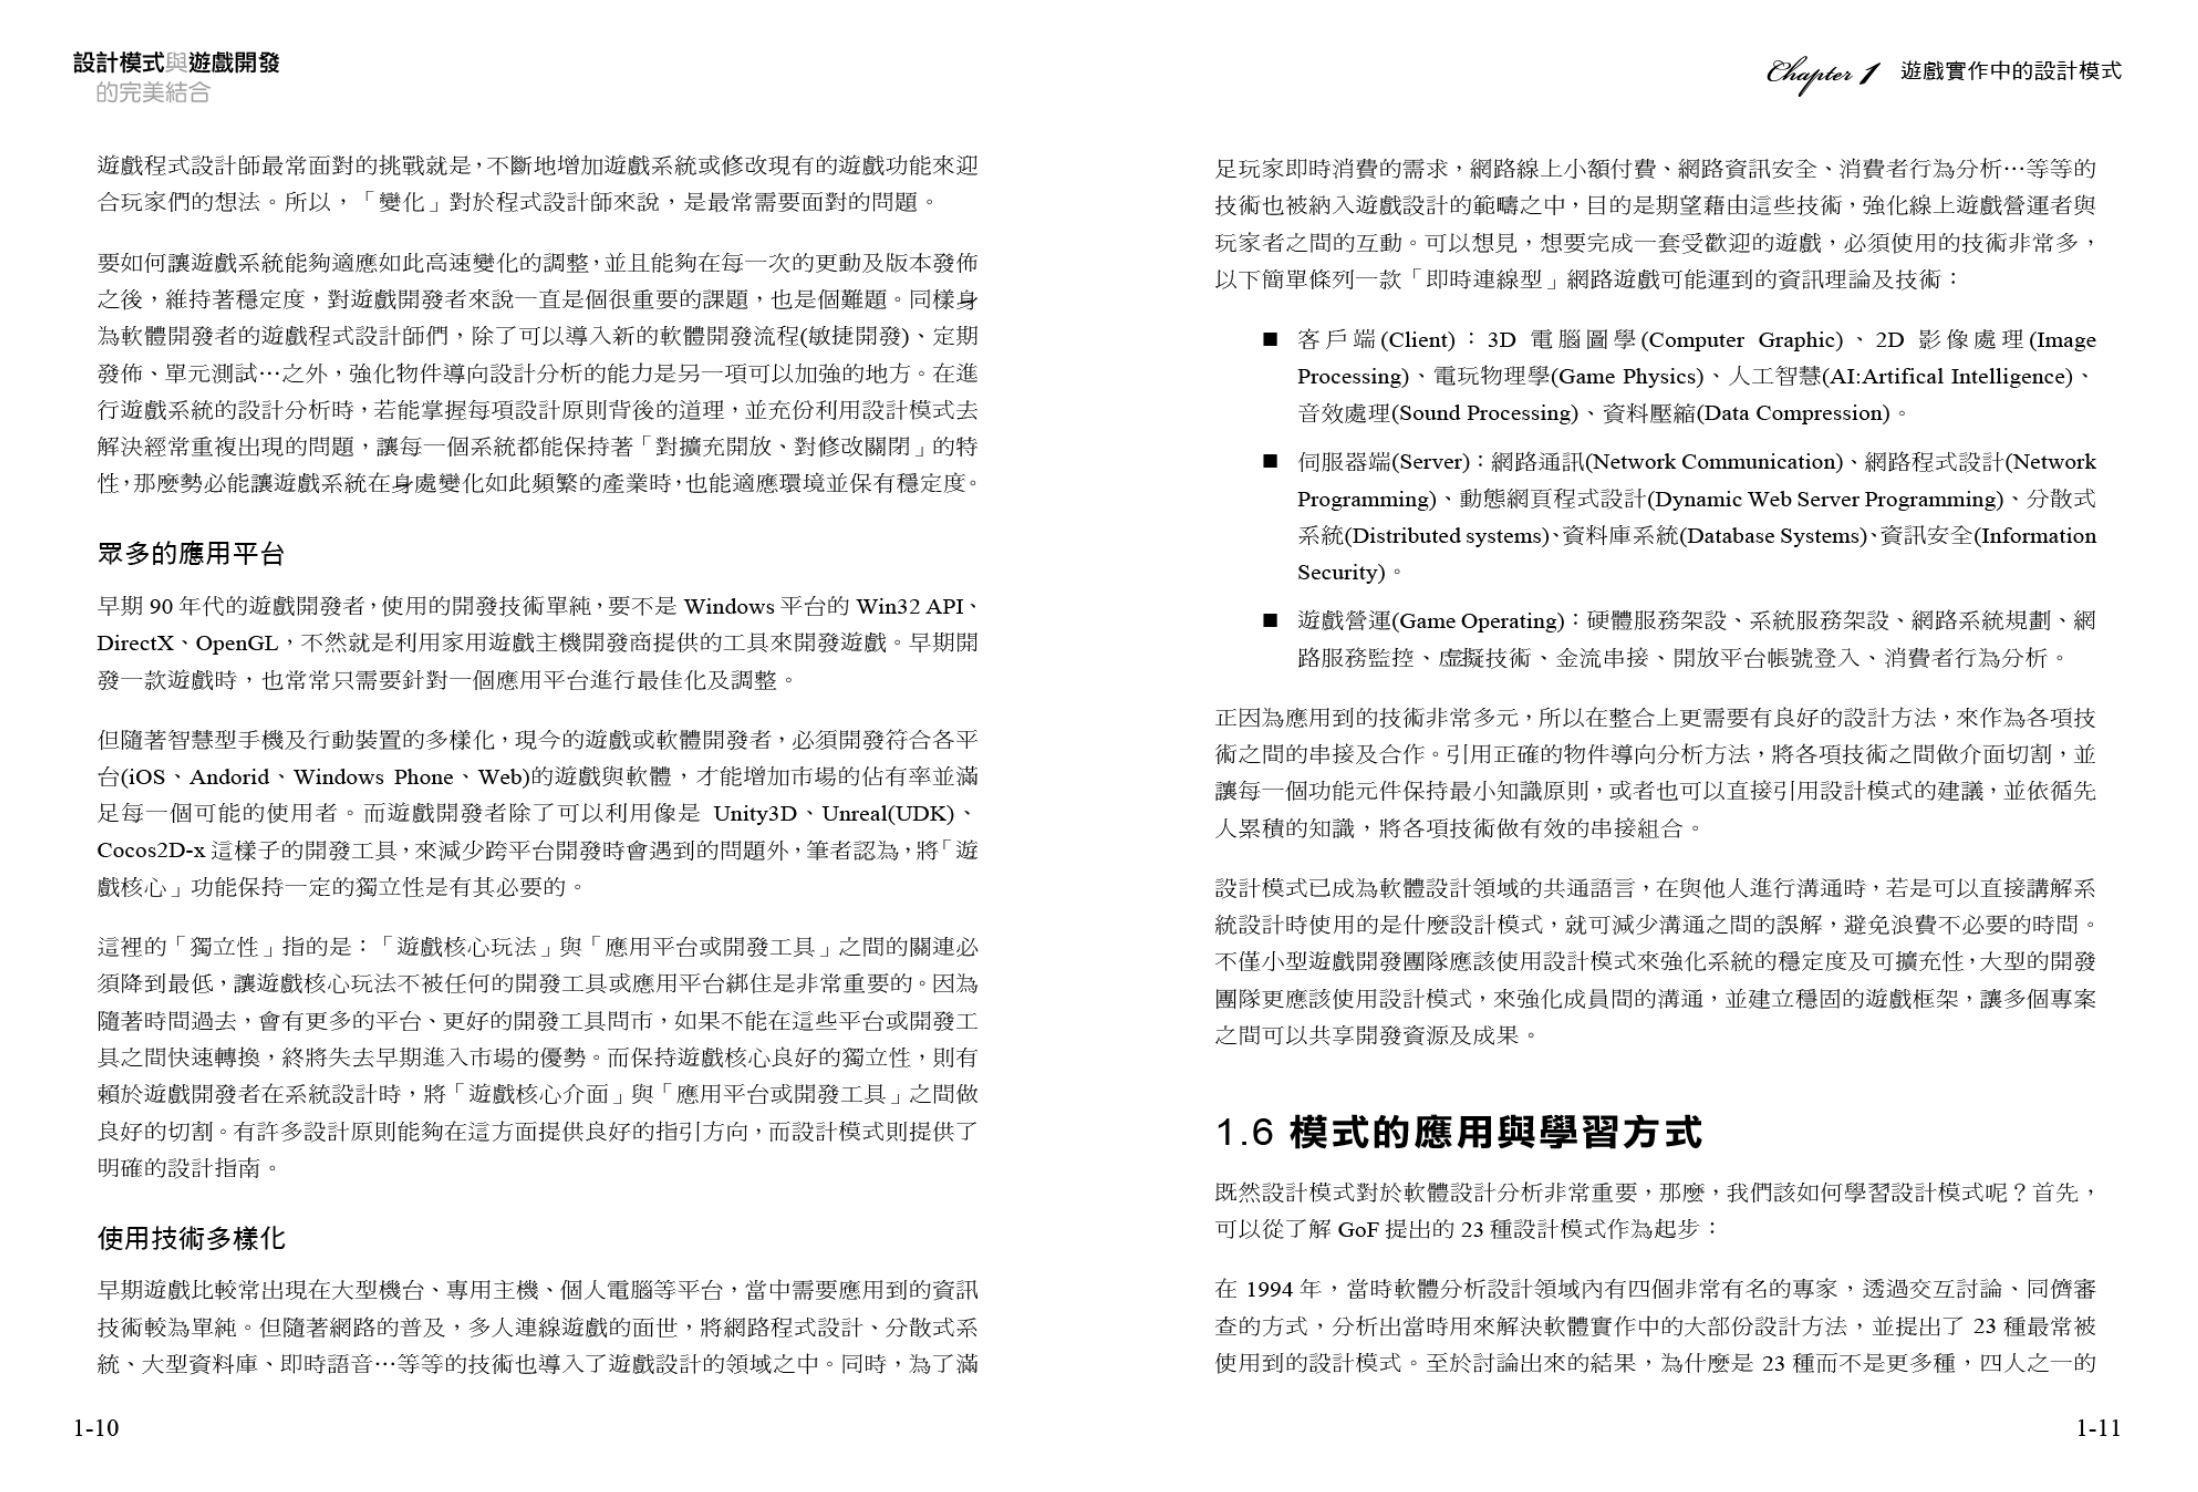 設計模式與遊戲開發
的完美結合
遊戲程式設計師最常面對的挑戰就是，不斷地增加遊戲系統或修改現有的遊戲功能來迎
合玩家們的想法。所以，「變化」對於程式設計師來說，是最常需要面對的問題。
要如何讓遊戲系統能夠適應如此高速變化的調整，並且能夠在每一次的更動及版本發佈
之後，維持著穩定度，對遊戲開發者來說一直是個很重要的課題，也是個難題。同樣身
為軟體開發者的遊戲程式設計師們，除了可以導入新的軟體開發流程(敏捷開發)、定期
發佈、單元測試…之外，強化物件導向設計分析的能力是另一項可以加強的地方。在進
行遊戲系統的設計分析時，若能掌握每項設計原則背後的道理，並充份利用設計模式去
解決經常重複出現的問題，讓每一個系統都能保持著「對擴充開放、對修改關閉」的特
性，那麼勢必能讓遊戲系統在身處變化如此頻繁的產業時，也能適應環境並保有穩定度。
眾多的應用平台
早期 90 年代的遊戲開發者，使用的開發技術單純，要不是 Windows 平台的 Win32 API、
DirectX、OpenGL，不然就是利用家用遊戲主機開發商提供的工具來開發遊戲。早期開
發一款遊戲時，也常常只需要針對一個應用平台進行最佳化及調整。
但隨著智慧型手機及行動裝置的多樣化，現今的遊戲或軟體開發者，必須開發符合各平
台(iOS、Andorid、Windows Phone、Web)的遊戲與軟體，才能增加市場的佔有率並滿
足每一個可能的使用者。而遊戲開發者除了可以利用像是 Unity3D、Unreal(UDK)、
Cocos2D-x 這樣子的開發工具，來減少跨平台開發時會遇到的問題外，筆者認為，將「遊
戲核心」功能保持一定的獨立性是有其必要的。
這裡的「獨立性」指的是：「遊戲核心玩法」與「應用平台或開發工具」之間的關連必
須降到最低，讓遊戲核心玩法不被任何的開發工具或應用平台綁住是非常重要的。因為
隨著時間過去，會有更多的平台、更好的開發工具問市，如果不能在這些平台或開發工
具之間快速轉換，終將失去早期進入市場的優勢。而保持遊戲核心良好的獨立性，則有
賴於遊戲開發者在系統設計時，將「遊戲核心介面」與「應用平台或開發工具」之間做
良好的切割。有許多設計原則能夠在這方面提供良好的指引方向，而設計模式則提供了
明確的設計指南。
使用技術多樣化
早期遊戲比較常出現在大型機台、專用主機、個人電腦等平台，當中需要應用到的資訊
技術較為單純。但隨著網路的普及，多人連線遊戲的面世，將網路程式設計、分散式系
統、大型資料庫、即時語音…等等的技術也導入了遊戲設計的領域之中。同時，為了滿
1-10
Chapter 1 遊戲實作中的設計模式
足玩家即時消費的需求，網路線上小額付費、網路資訊安全、消費者行為分析…等等的
技術也被納入遊戲設計的範疇之中，目的是期望藉由這些技術，強化線上遊戲營運者與
玩家者之間的互動。可以想見，想要完成一套受歡迎的遊戲，必須使用的技術非常多，
以下簡單條列一款「即時連線型」網路遊戲可能運到的資訊理論及技術：
■ 客戶端(Client)：3D 電腦圖學(Computer Graphic)、2D 影像處理(Image
Processing)、電玩物理學(Game Physics)、人工智慧(AI:Artifical Intelligence)、
音效處理(Sound Processing)、資料壓縮(Data Compression)。
■ 伺服器端(Server)：網路通訊(Network Communication)、網路程式設計(Network
Programming)、動態網頁程式設計(Dynamic Web Server Programming)、分散式
系統(Distributed systems)、資料庫系統(Database Systems)、資訊安全(Information
Security)。
■ 遊戲營運(Game Operating)：硬體服務架設、系統服務架設、網路系統規劃、網
路服務監控、虛擬技術、金流串接、開放平台帳號登入、消費者行為分析。
正因為應用到的技術非常多元，所以在整合上更需要有良好的設計方法，來作為各項技
術之間的串接及合作。引用正確的物件導向分析方法，將各項技術之間做介面切割，並
讓每一個功能元件保持最小知識原則，或者也可以直接引用設計模式的建議，並依循先
人累積的知識，將各項技術做有效的串接組合。
設計模式已成為軟體設計領域的共通語言，在與他人進行溝通時，若是可以直接講解系
統設計時使用的是什麼設計模式，就可減少溝通之間的誤解，避免浪費不必要的時間。
不僅小型遊戲開發團隊應該使用設計模式來強化系統的穩定度及可擴充性，大型的開發
團隊更應該使用設計模式，來強化成員間的溝通，並建立穩固的遊戲框架，讓多個專案
之間可以共享開發資源及成果。
1.6 模式的應用與學習方式
既然設計模式對於軟體設計分析非常重要，那麼，我們該如何學習設計模式呢？首先，
可以從了解 GoF 提出的 23 種設計模式作為起步：
在 1994 年，當時軟體分析設計領域內有四個非常有名的專家，透過交互討論、同儕審
查的方式，分析出當時用來解決軟體實作中的大部份設計方法，並提出了 23 種最常被
使用到的設計模式。至於討論出來的結果，為什麼是 23 種而不是更多種，四人之一的
1-11